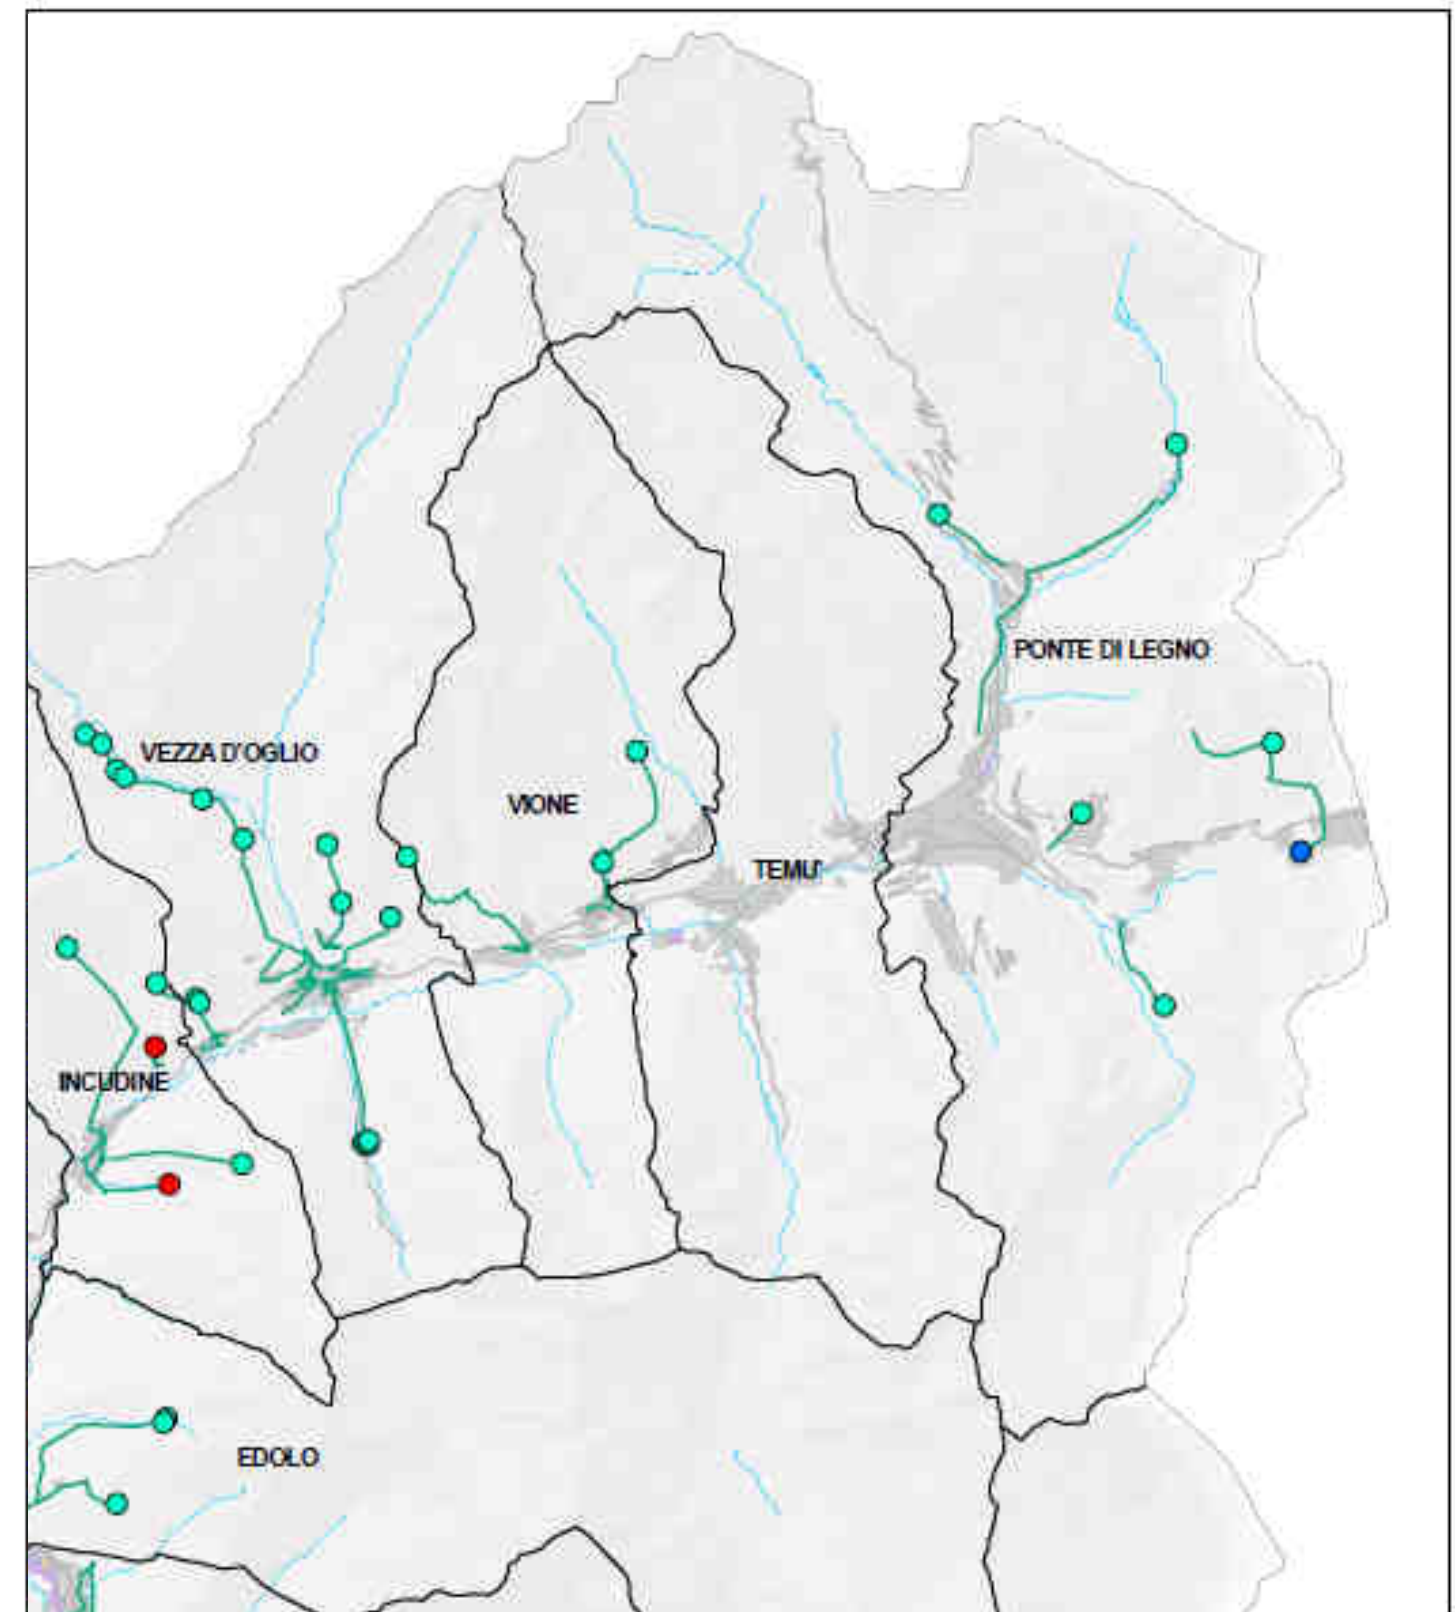 PONTE DI LEGNO
VEZZA D'OGLIO
VIONE
TEMU'
INCUDINE
EDOLO